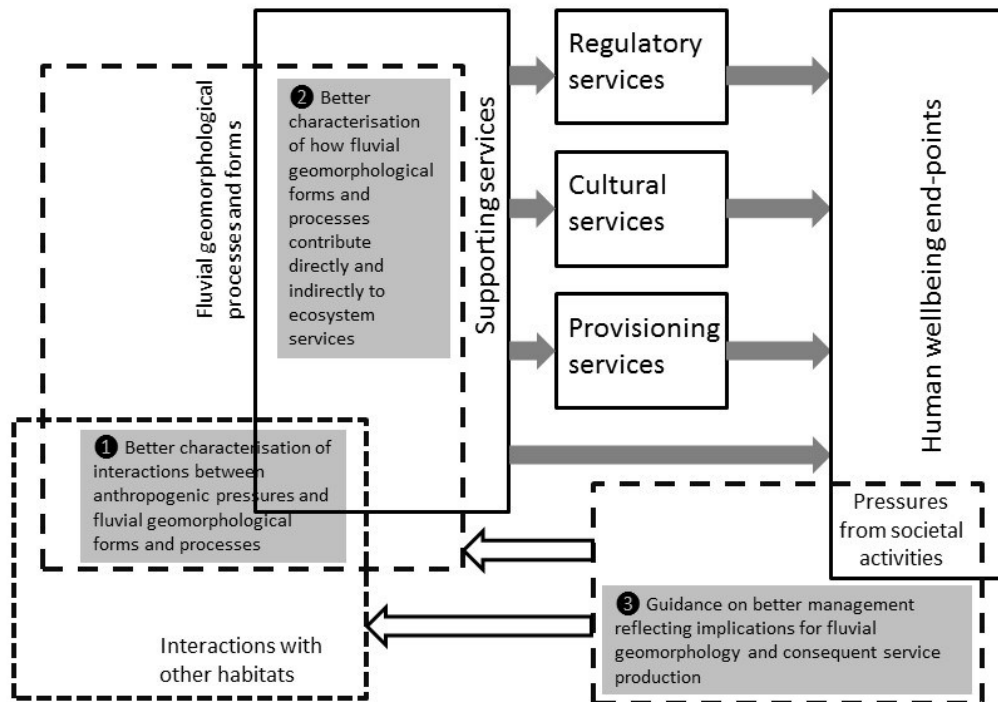 Fluvial geomorphological
processes and forms
❷ Better
characterisation
of how fluvial
geomorphological
forms and
processes
contribute
directly and
indirectly to
ecosystem
services
Supporting services
Regulatory
services
Cultural
services
Provisioning
services
Human wellbeing end-points
❶ Better characterisation of
interactions between
anthropogenic pressures and
fluvial geomorphological
forms and processes
Pressures
from societal
activities
❸ Guidance on better management
reflecting implications for fluvial
geomorphology and consequent service
production
Interactions with
other habitats